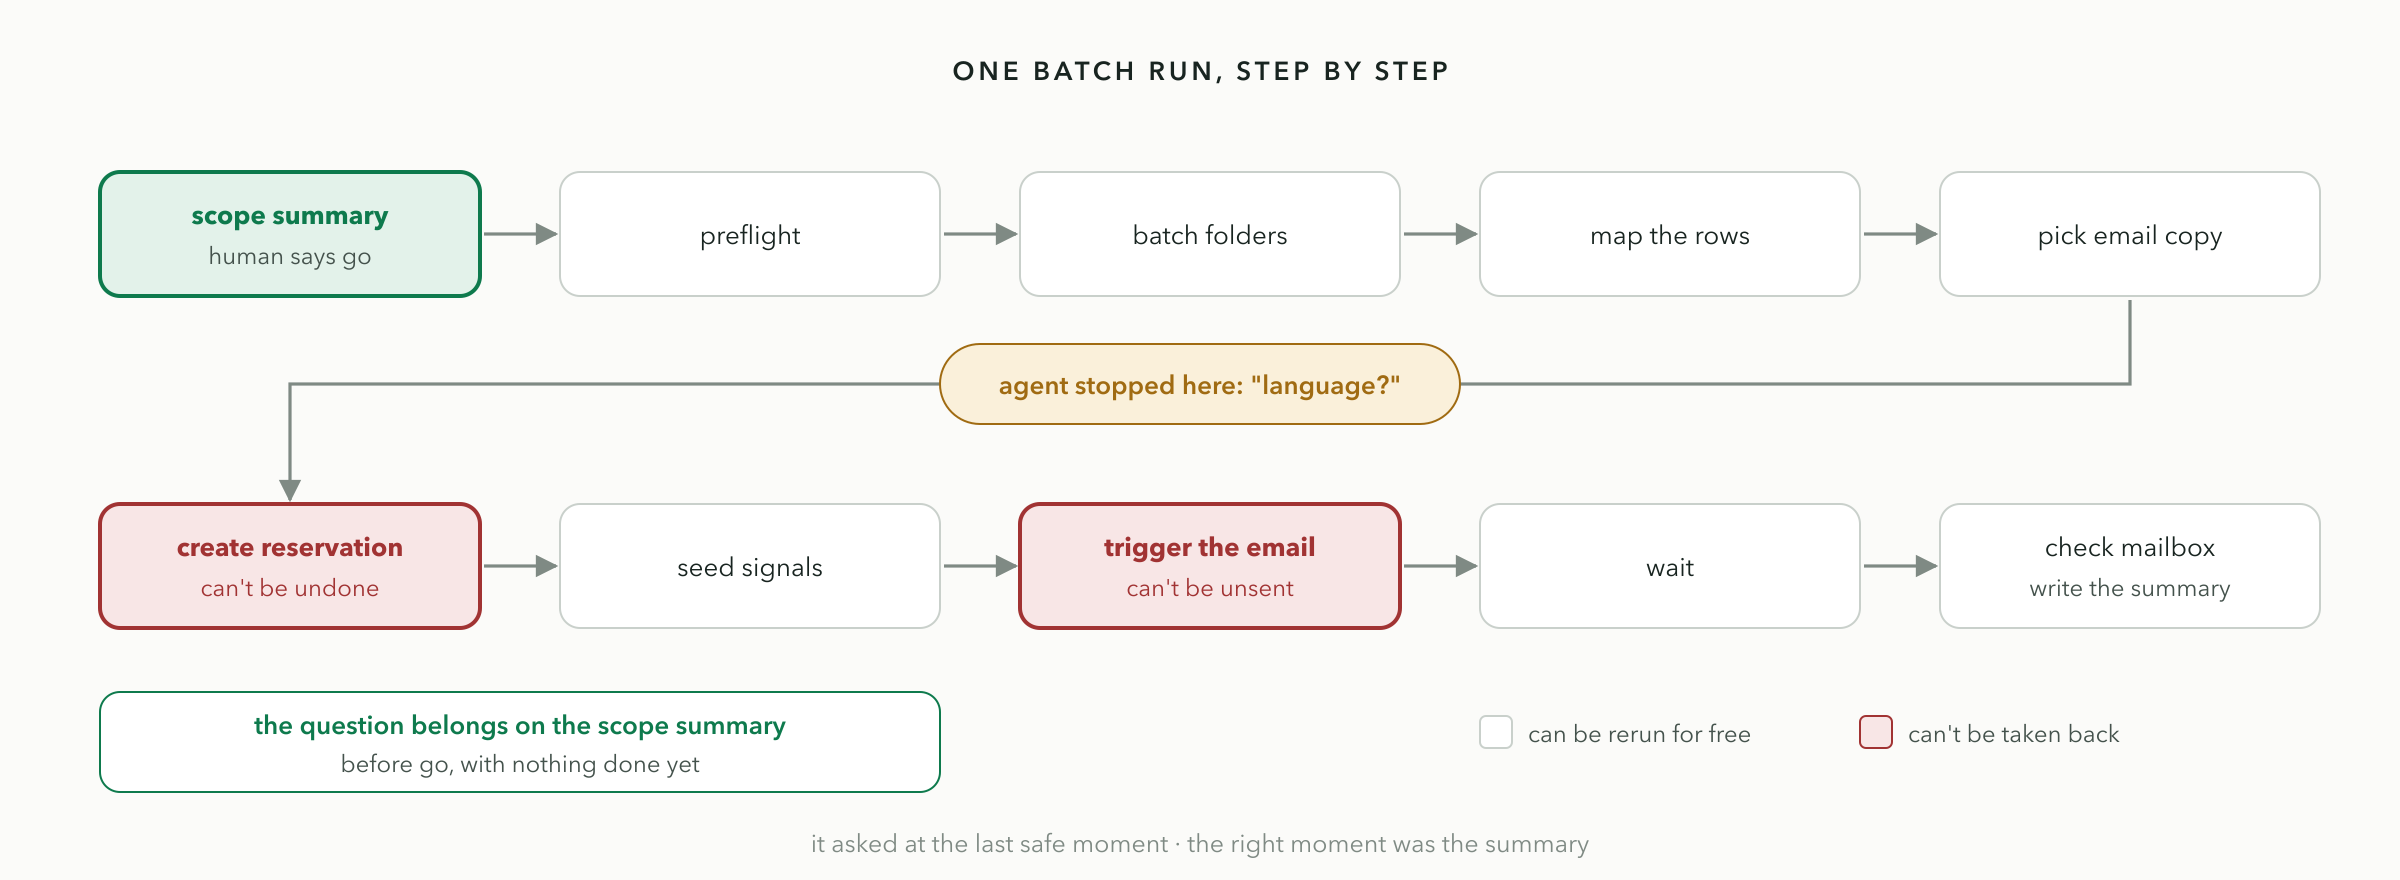 ONE BATCH RUN, STEP BY STEP
scope summary
human says go
preflight
batch folders
map the rows
pick email copy
agent stopped here: "language?"
create reservation
can't be undone
seed signals
trigger the email
can't be unsent
wait
check mailbox
write the summary
the question belongs on the scope summary
before go, with nothing done yet
can be rerun for free
can't be taken back
it asked at the last safe moment · the right moment was the summary